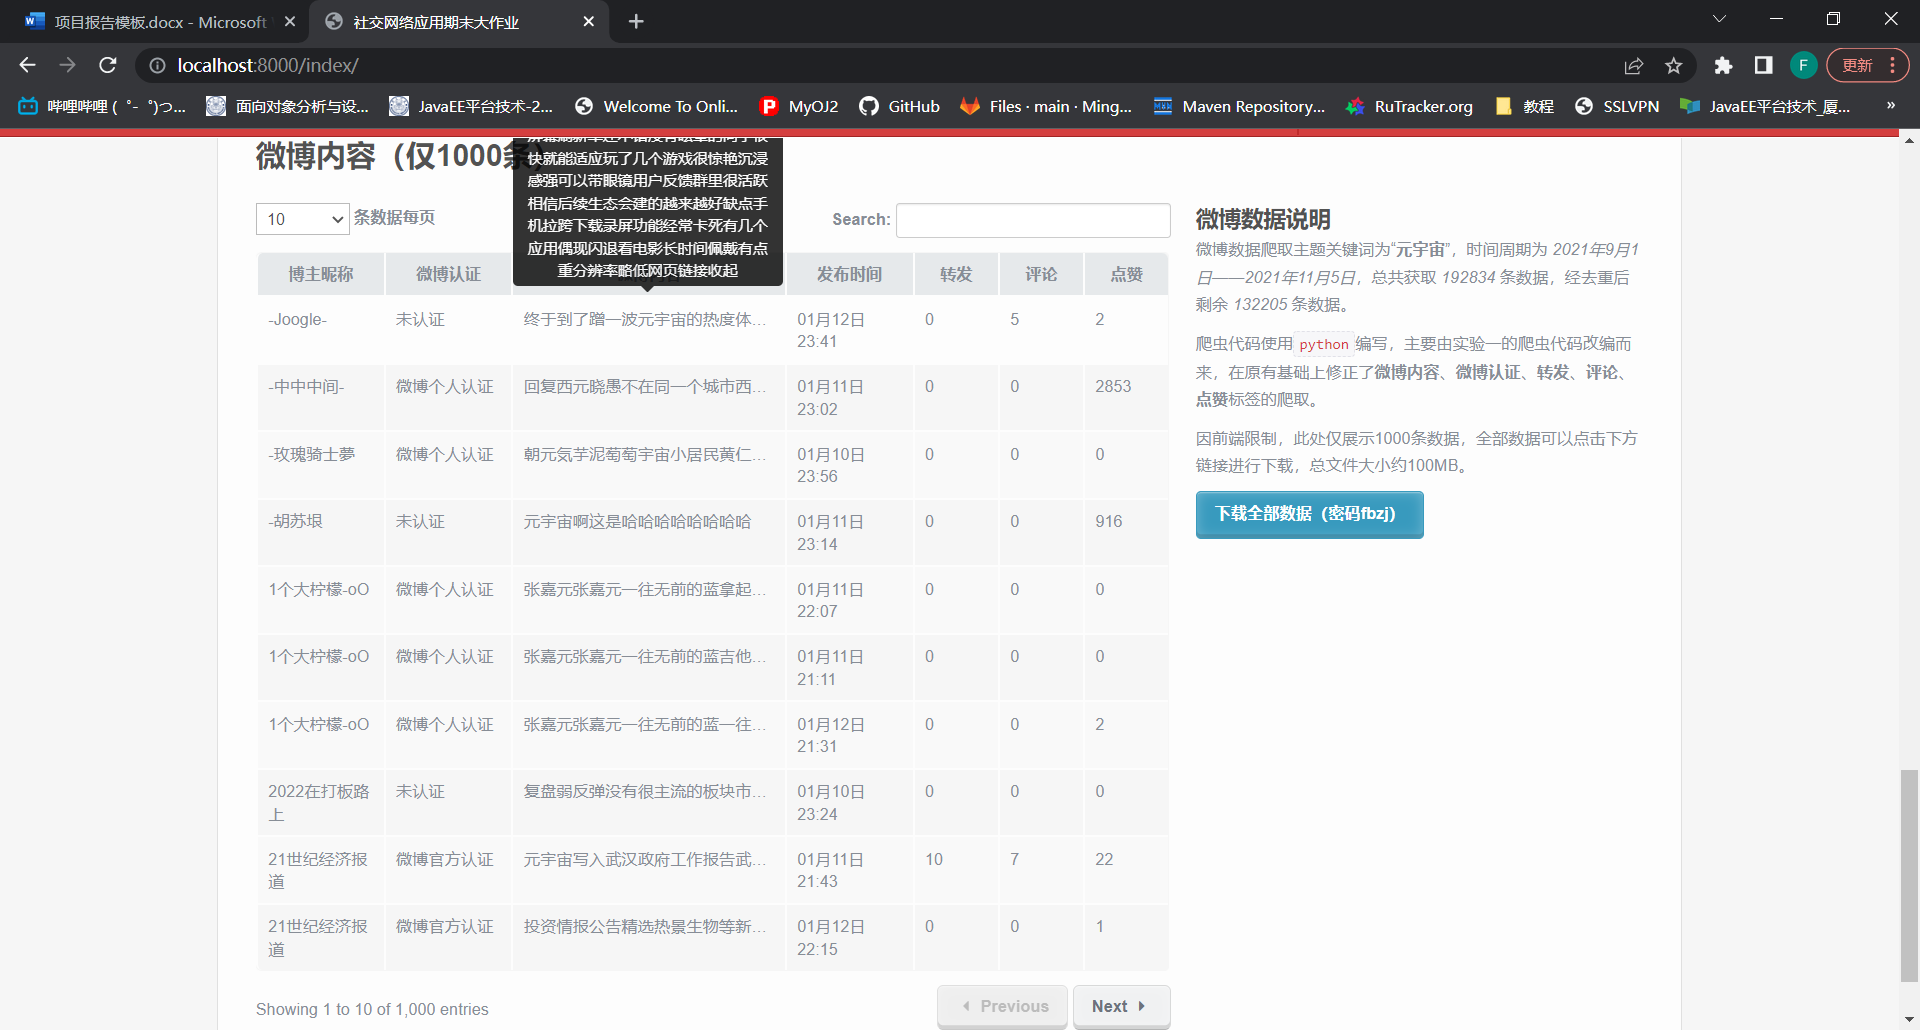 项目报告模板.docx - Microsoft
社交网络应用期末大作业
localhost:8000/index/
更新
F
哔哩哔哩 (゜-゜)つ...
面向对象分析与设...
JavaEE平台技术-2...
Welcome To Onli...
MyOJ2
GitHub
Files · main · Ming...
Maven Repository...
RuTracker.org
教程
SSLVPN
JavaEE平台技术_厦...
»
微博内容（仅1000条）
快就能适应玩了几个游戏很惊艳沉浸
感强可以带眼镜用户反馈群里很活跃
相信后续生态会建的越来越好缺点手
机拉跨下载录屏功能经常卡死有几个
应用偶现闪退看电影长时间佩戴有点
重分辨率略低网页链接收起
10 条数据每页
Search:
博主昵称 微博认证 发布时间 转发 评论 点赞
-Joogle- 未认证 终于到了蹭一波元宇宙的热度体... 01月12日 0 5 2
23:41
-中中中间- 微博个人认证 回复西元晓愚不在同一个城市西... 01月11日 0 0 2853
23:02
-玫瑰骑士夢 微博个人认证 朝元気芋泥萄萄宇宙小居民黄仁... 01月10日 0 0 0
23:56
-胡苏垠 未认证 元宇宙啊这是哈哈哈哈哈哈哈哈 01月11日 0 0 916
23:14
1个大柠檬-oO 微博个人认证 张嘉元张嘉元一往无前的蓝拿起... 01月11日 0 0 0
22:07
1个大柠檬-oO 微博个人认证 张嘉元张嘉元一往无前的蓝吉他... 01月11日 0 0 0
21:11
1个大柠檬-oO 微博个人认证 张嘉元张嘉元一往无前的蓝一往... 01月12日 0 0 2
21:31
2022在打板路 未认证 复盘弱反弹没有很主流的板块市... 01月10日 0 0 0
上 23:24
21世纪经济报 微博官方认证 元宇宙写入武汉政府工作报告武... 01月11日 10 7 22
道 21:43
21世纪经济报 微博官方认证 投资情报公告精选热景生物等新... 01月12日 0 0 1
道 22:15
Showing 1 to 10 of 1,000 entries
Previous
Next
微博数据说明
微博数据爬取主题关键词为“元宇宙”，时间周期为 2021年9月1
日——2021年11月5日，总共获取 192834 条数据，经去重后
剩余 132205 条数据。
爬虫代码使用python编写，主要由实验一的爬虫代码改编而
来，在原有基础上修正了微博内容、微博认证、转发、评论、
点赞标签的爬取。
因前端限制，此处仅展示1000条数据，全部数据可以点击下方
链接进行下载，总文件大小约100MB。
下载全部数据（密码fbzj）